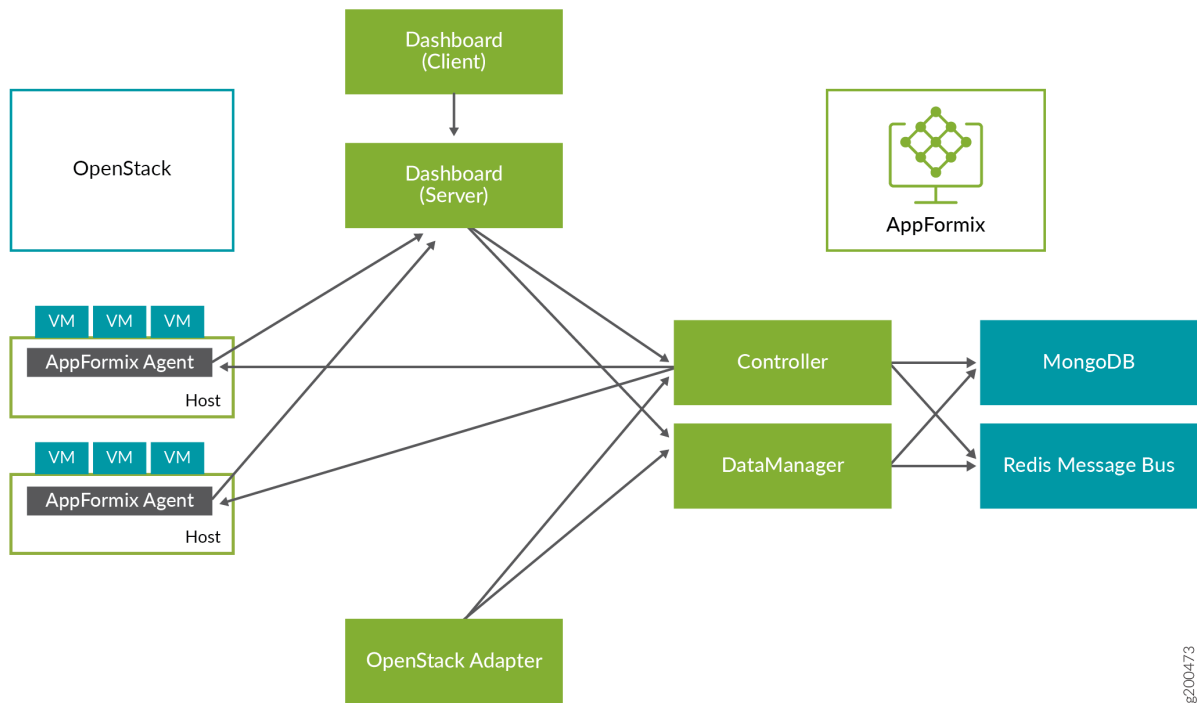 Dashboard
(Client)
OpenStack
Dashboard
(Server)
AppFormix
VM VM VM
AppFormix Agent
Host
Controller
MongoDB
VM VM VM
AppFormix Agent
Host
DataManager
Redis Message Bus
OpenStack Adapter
g200473